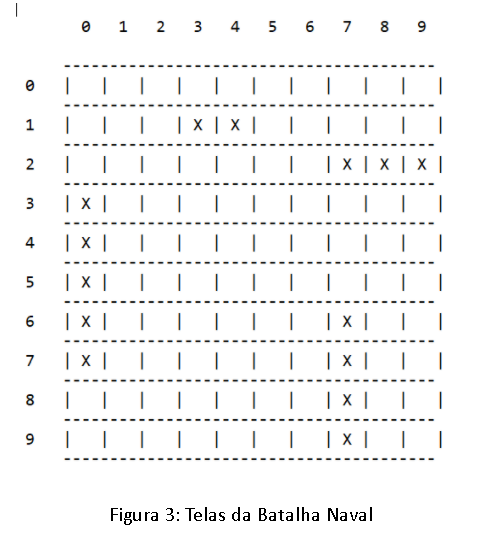 |
0 1 2 3 4 5 6 7 8 9
----------------------------------------
0 | | | | | | | | | | |
----------------------------------------
1 | | | | X | X | | | | | |
----------------------------------------
2 | | | | | | | | X | X | X |
----------------------------------------
3 | X | | | | | | | | | |
----------------------------------------
4 | X | | | | | | | | | |
----------------------------------------
5 | X | | | | | | | | | |
----------------------------------------
6 | X | | | | | | | X | | |
----------------------------------------
7 | X | | | | | | | X | | |
----------------------------------------
8 | | | | | | | | X | | |
----------------------------------------
9 | | | | | | | | X | | |
----------------------------------------
Figura 3: Telas da Batalha Naval